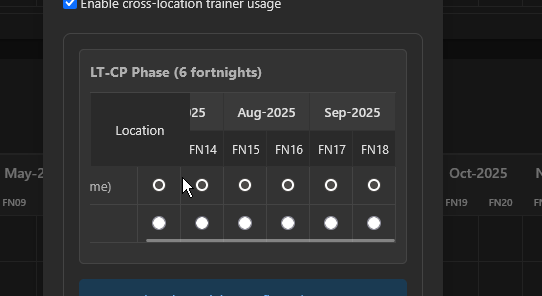 Enable cross-location trainer usage
LT-CP Phase (6 fortnights)
Location
025 Aug-2025 Sep-2025
FN14 FN15 FN16 FN17 FN18
me)
May-2
FN09
Oct-2025 N
FN19 FN20 FN